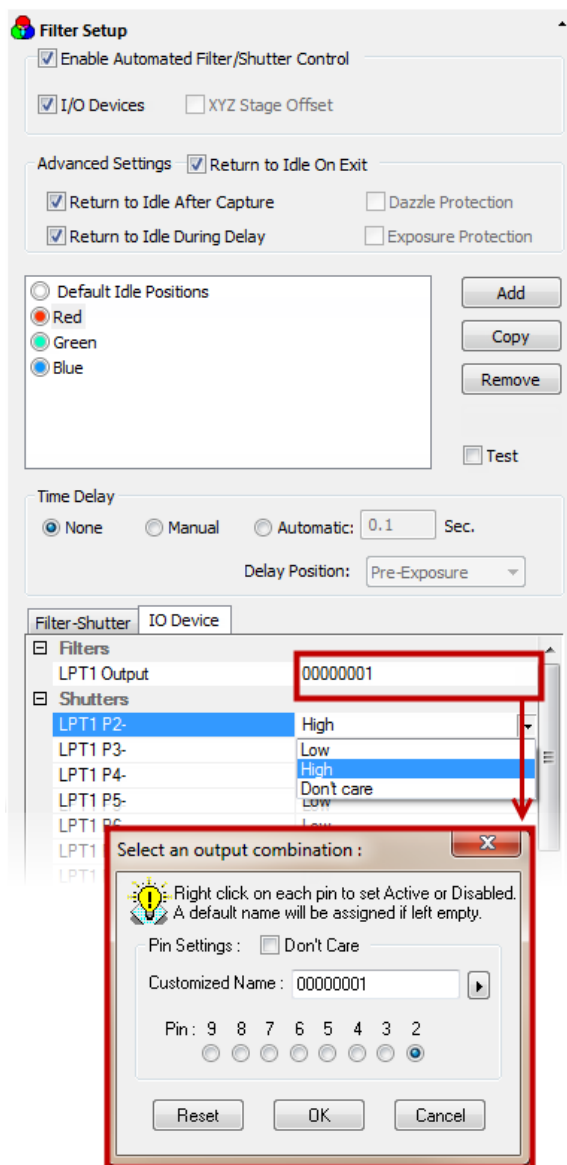 Filter Setup
Enable Automated Filter/Shutter Control
I/O Devices XYZ Stage Offset
Advanced Settings Return to Idle On Exit
Return to Idle After Capture Dazzle Protection
Return to Idle During Delay Exposure Protection
Default Idle Positions
Red
Green
Blue
Add
Copy
Remove
Test
Time Delay
None Manual Automatic: 0.1 Sec.
Delay Position: Pre-Exposure
Filter-Shutter IO Device
Filters
LPT1 Output 00000001
Shutters
LPT1 P2- High
LPT1 P3- Low
LPT1 P4- High
Don't care
LPT1 P5- Low
LPT1 Low
LPT1
LPT1
Select an output combination :
Right click on each pin to set Active or Disabled.
A default name will be assigned if left empty.
Pin Settings : Don't Care
Customized Name : 00000001
Pin : 9 8 7 6 5 4 3 2
Reset OK Cancel